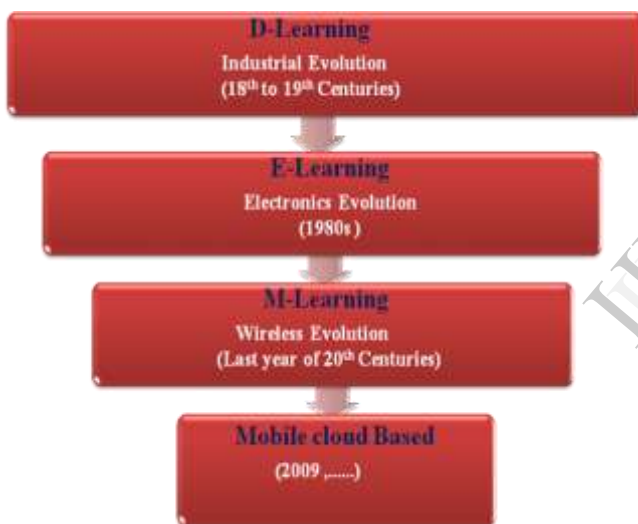 D-Learning
Industrial Evolution
(18th to 19th Centuries)
E-Learning
Electronics Evolution
(1980s )
M-Learning
Wireless Evolution
(Last year of 20th Centuries)
Mobile cloud Based
(2009 ,......)